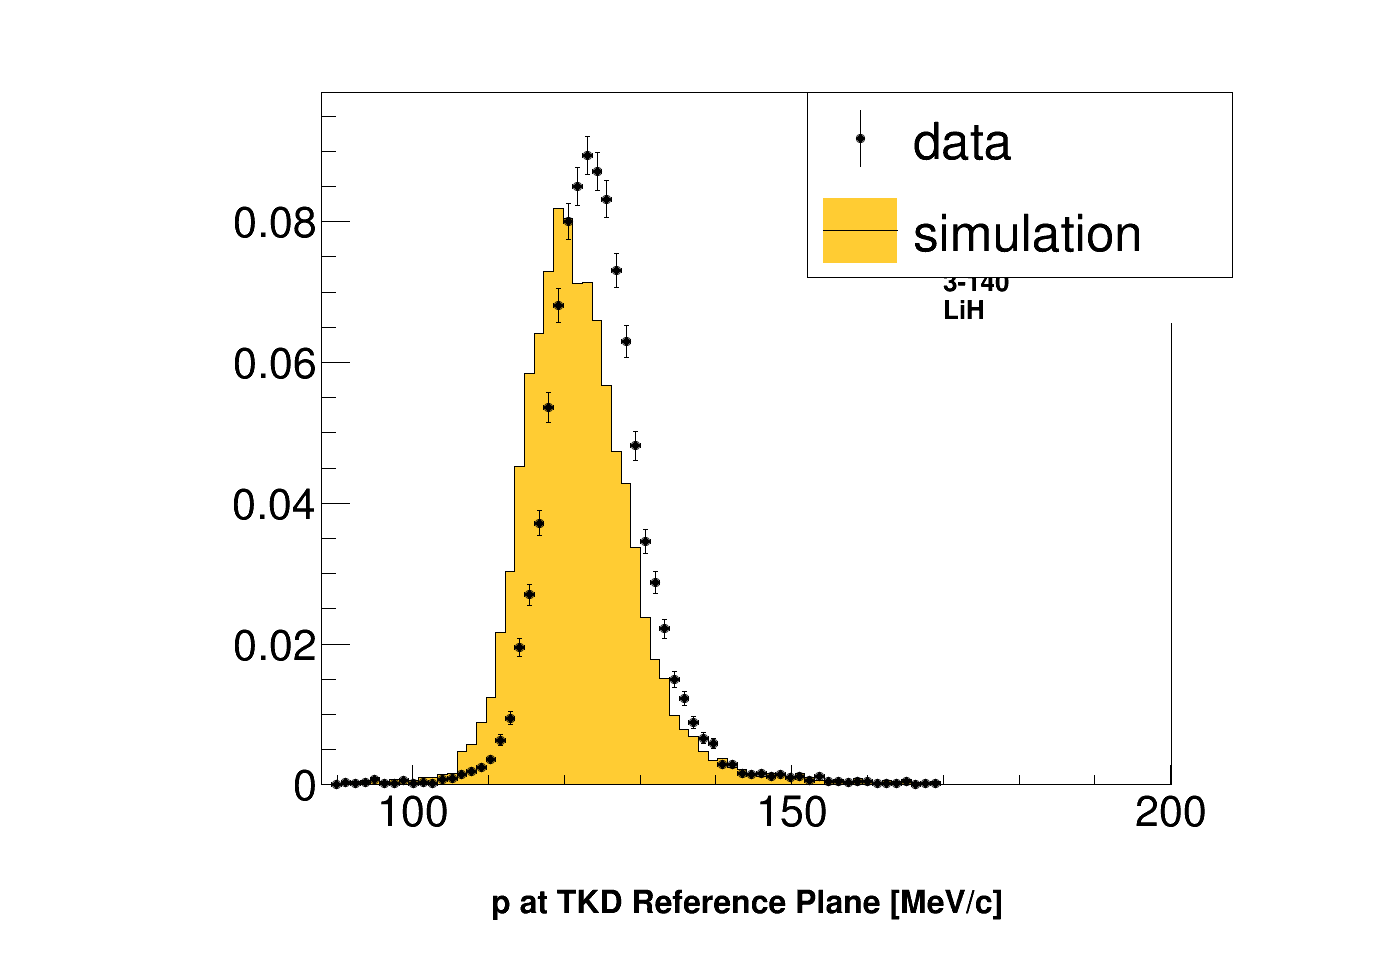 data
simulation
3-140
LiH
0.08
0.06
0.04
0.02
0
100
150
200
p at TKD Reference Plane [MeV/c]